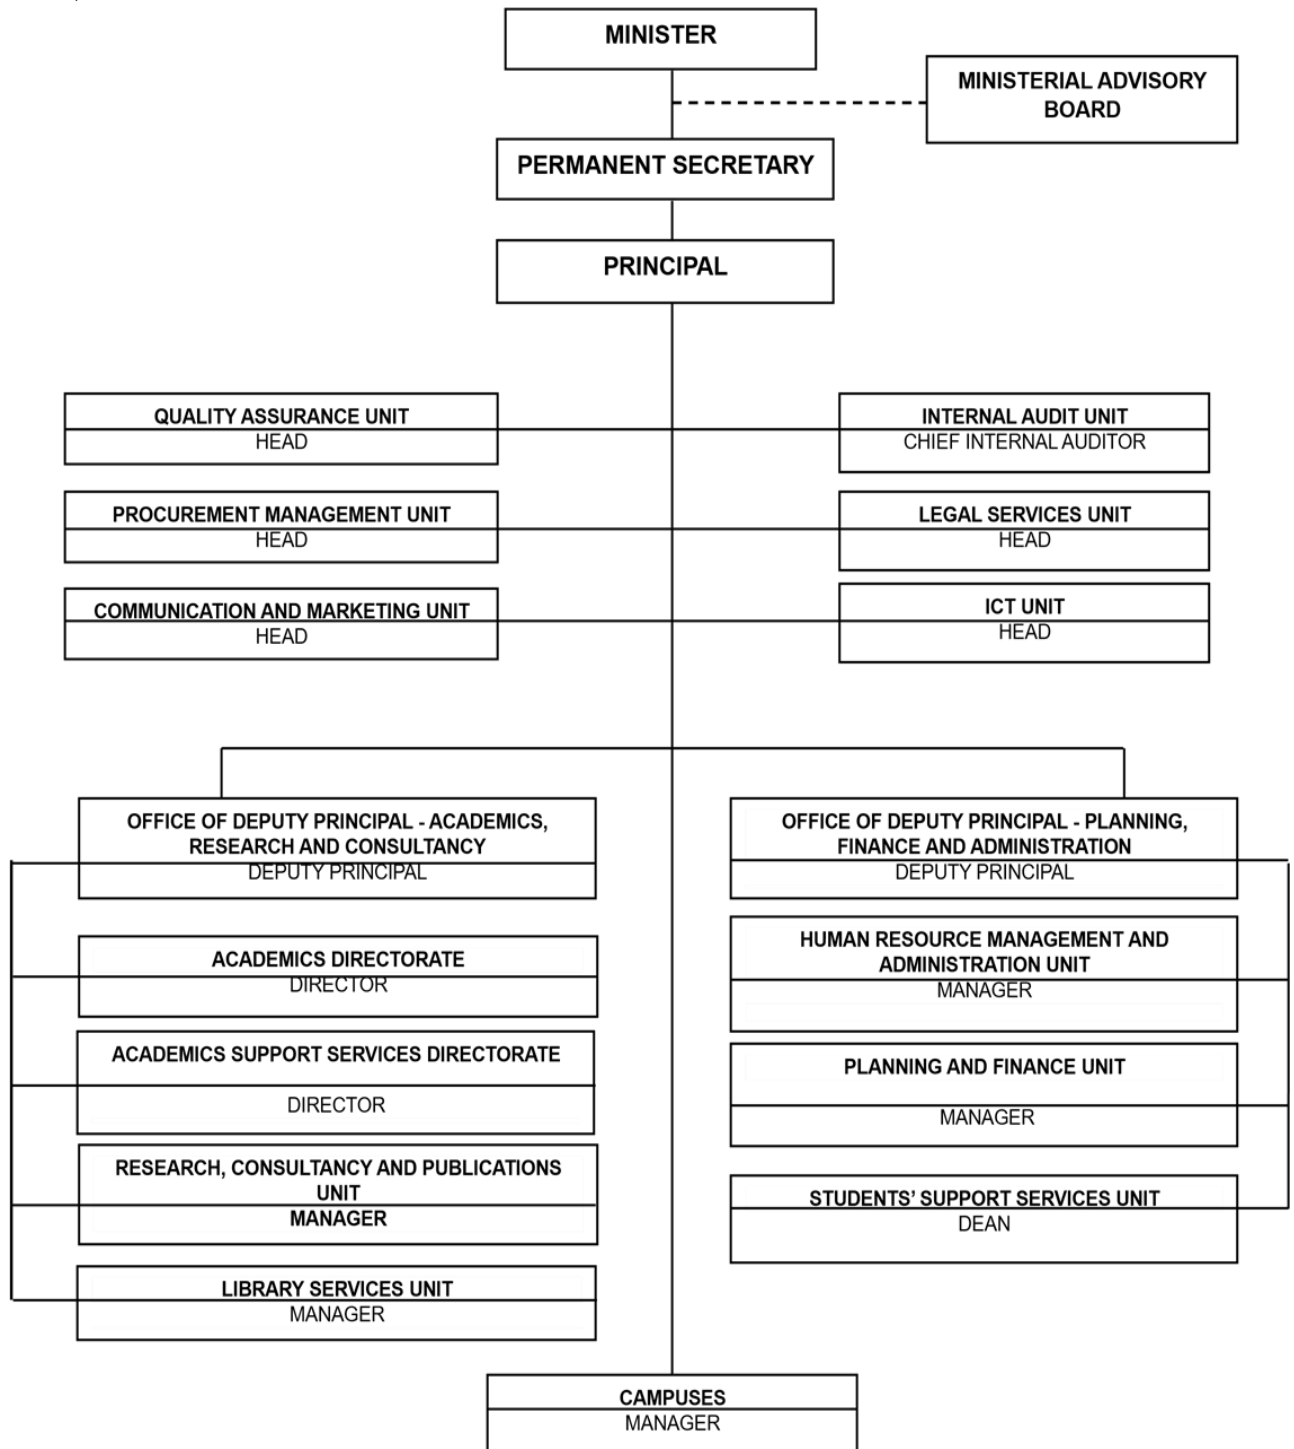 MINISTER
MINISTERIAL ADVISORY
BOARD
PERMANENT SECRETARY
PRINCIPAL
QUALITY ASSURANCE UNIT
HEAD
INTERNAL AUDIT UNIT
CHIEF INTERNAL AUDITOR
PROCUREMENT MANAGEMENT UNIT
HEAD
LEGAL SERVICES UNIT
HEAD
COMMUNICATION AND MARKETING UNIT
HEAD
ICT UNIT
HEAD
OFFICE OF DEPUTY PRINCIPAL - ACADEMICS,
RESEARCH AND CONSULTANCY
DEPUTY PRINCIPAL
OFFICE OF DEPUTY PRINCIPAL - PLANNING,
FINANCE AND ADMINISTRATION
DEPUTY PRINCIPAL
ACADEMICS DIRECTORATE
DIRECTOR
HUMAN RESOURCE MANAGEMENT AND
ADMINISTRATION UNIT
MANAGER
ACADEMICS SUPPORT SERVICES DIRECTORATE
DIRECTOR
PLANNING AND FINANCE UNIT
MANAGER
RESEARCH, CONSULTANCY AND PUBLICATIONS
UNIT
MANAGER
STUDENTS’ SUPPORT SERVICES UNIT
DEAN
LIBRARY SERVICES UNIT
MANAGER
CAMPUSES
MANAGER